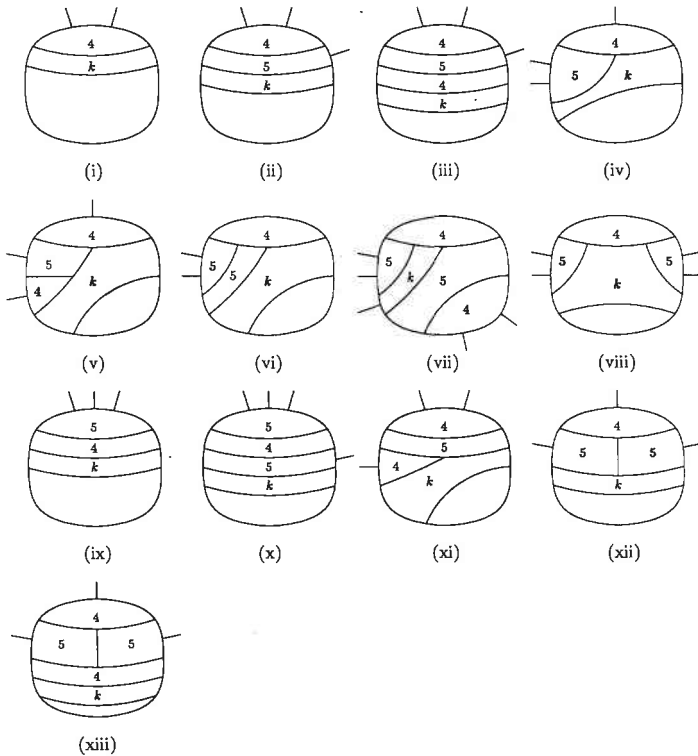 4 4 4 4
k 5 5 5 k
k 4
k
(i) (ii) (iii) (iv)
4 4 4 4
5 5 5 5 5
5 k
k k 5 k
4 4
(v) (vi) (vii) (viii)
5 5 4 4
4 4 5 5 5
k 5 4
k k k
(ix) (x) (xi) (xii)
4
5 5
4
k
(xiii)